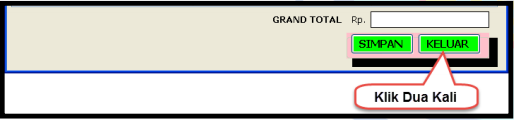 GRAND TOTAL Rp.
SIMPAN KELUAR
Klik Dua Kali